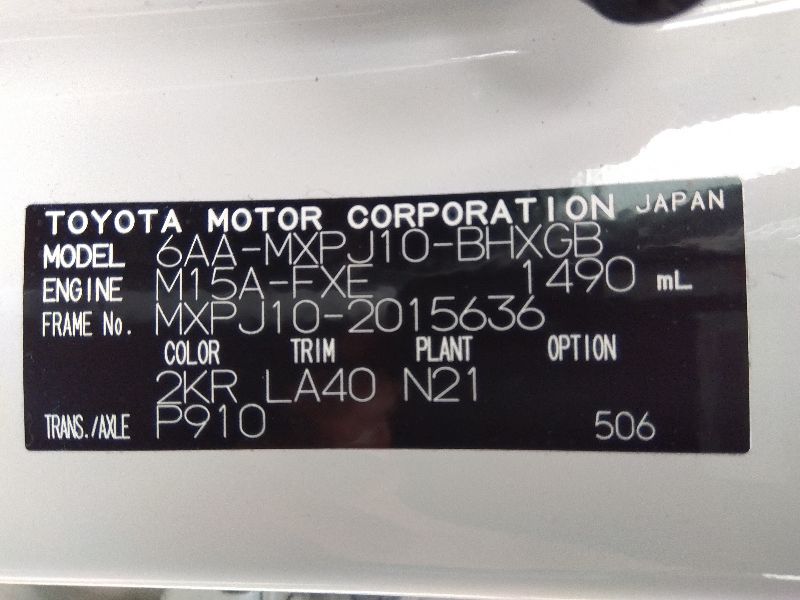 TOYOTA MOTOR CORPORATION JAPAN
MODEL 6AA-MXPJ10-BHXGB
ENGINE M15A-FXE 1490 mL
FRAME No. MXPJ10-2015636
COLOR TRIM PLANT OPTION
2KR LA40 N21
TRANS./AXLE P910 506